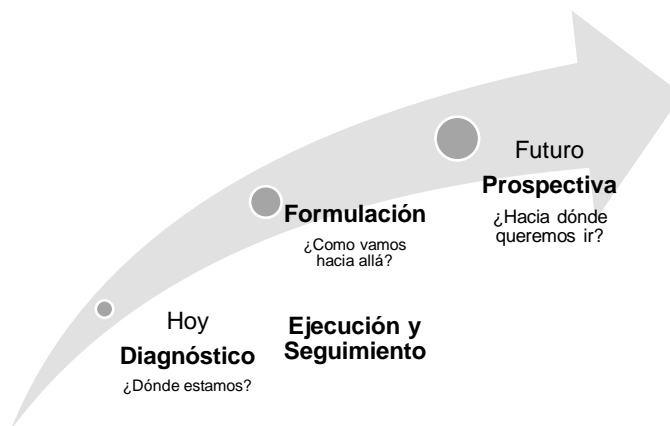 Hoy
Diagnóstico
¿Dónde estamos?
Formulación
¿Como vamos
hacia allá?
Ejecución y
Seguimiento
Futuro
Prospectiva
¿Hacia dónde
queremos ir?